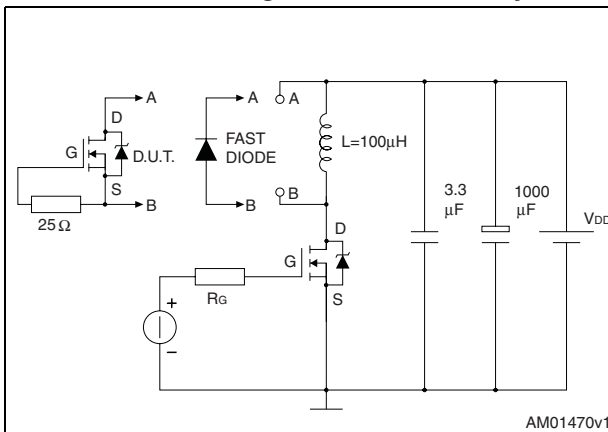 A
A
A
D
G
D.U.T.
S
B
25 Ω
FAST
DIODE
B
B
L=100μH
3.3
μF
1000
μF
VDD
D
G
S
RG
+
–
AM01470v1